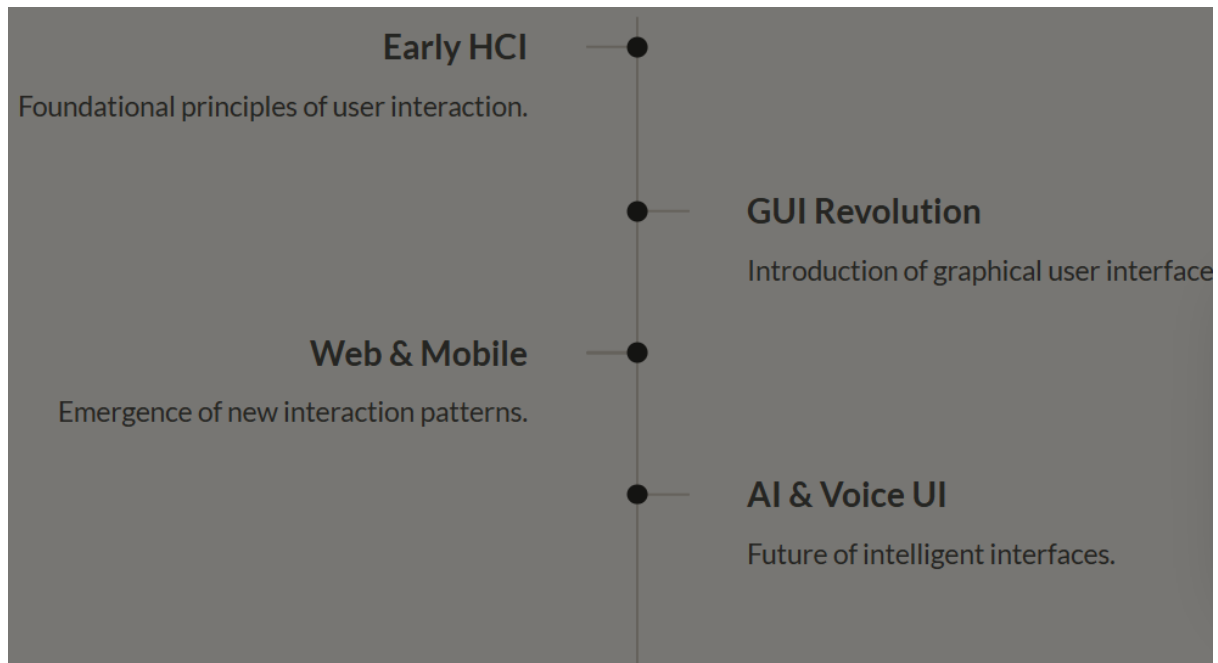 Early HCI
Foundational principles of user interaction.
GUI Revolution
Introduction of graphical user interface
Web & Mobile
Emergence of new interaction patterns.
AI & Voice UI
Future of intelligent interfaces.